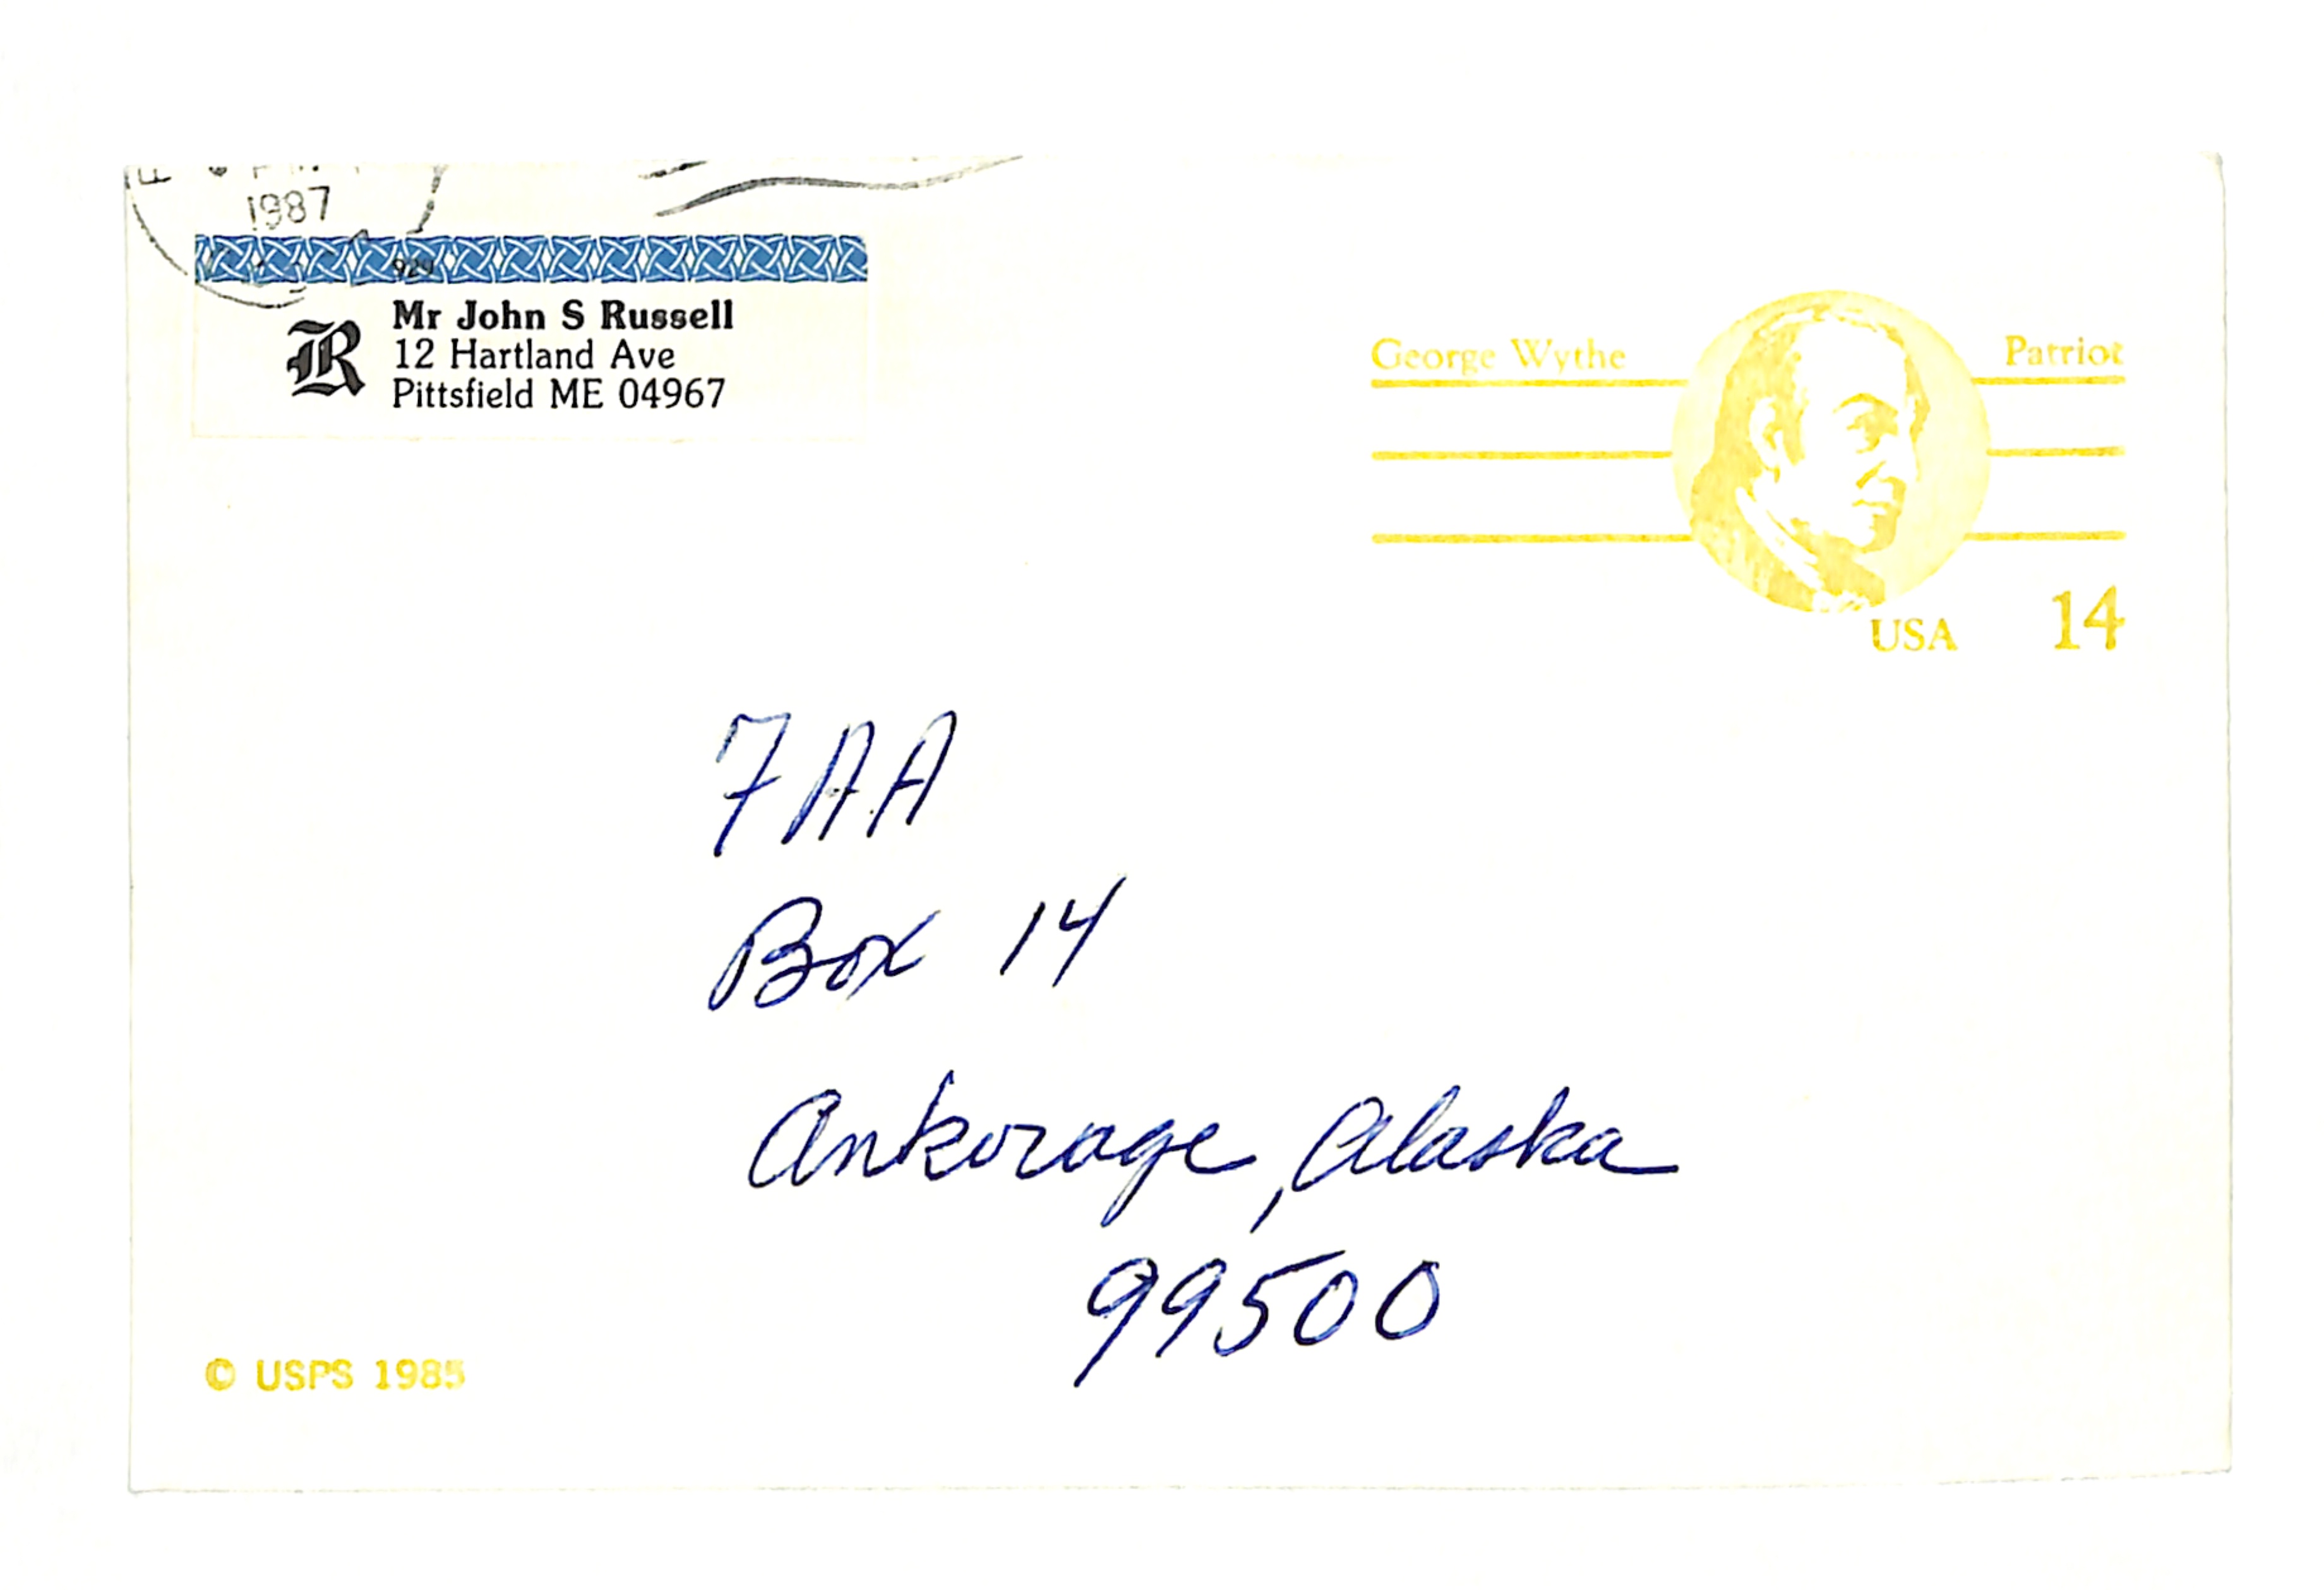 1987
929
R
Mr John S Russell
12 Hartland Ave
Pittsfield ME 04967
George Wythe Patriot
USA 14
FAA
Box 14
Ankorage, Alaska
99500
© USPS 1985